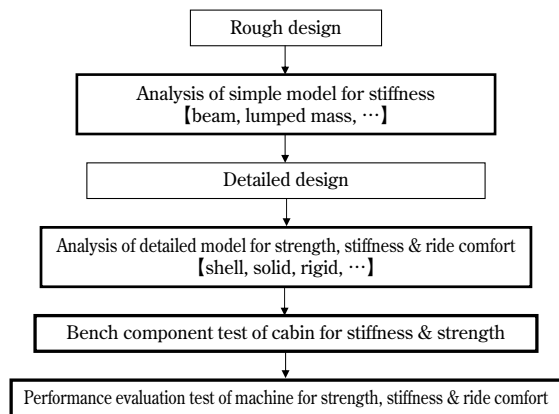 Rough design
Analysis of simple model for stiffness
【beam, lumped mass, …】
Detailed design
Analysis of detailed model for strength, stiffness & ride comfort
【shell, solid, rigid, …】
Bench component test of cabin for stiffness & strength
Performance evaluation test of machine for strength, stiffness & ride comfort